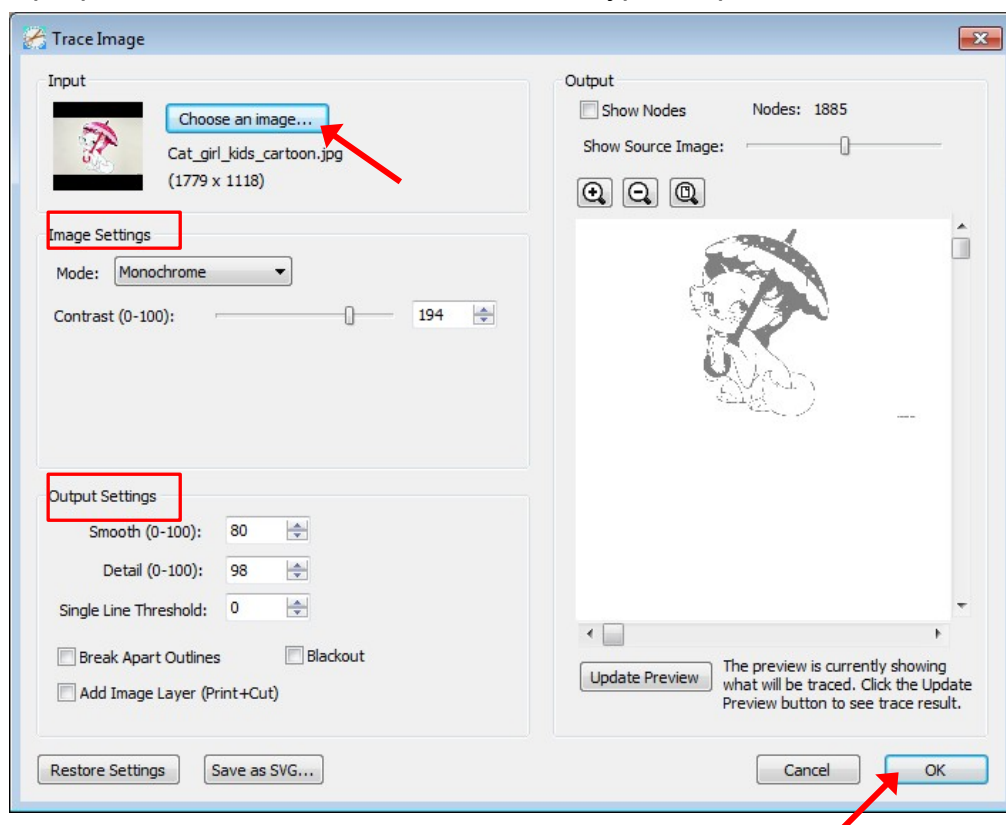 Trace Image
Input
Choose an image...
Cat_girl_kids_cartoon.jpg
(1779 x 1118)
Image Settings
Mode: Monochrome
Contrast (0-100): 194
Output Settings
Smooth (0-100): 80
Detail (0-100): 98
Single Line Threshold: 0
Break Apart Outlines Blackout
Add Image Layer (Print+Cut)
Restore Settings Save as SVG...
Output
Show Nodes Nodes: 1885
Show Source Image:
Update Preview
The preview is currently showing
what will be traced. Click the Update
Preview button to see trace result.
Cancel OK